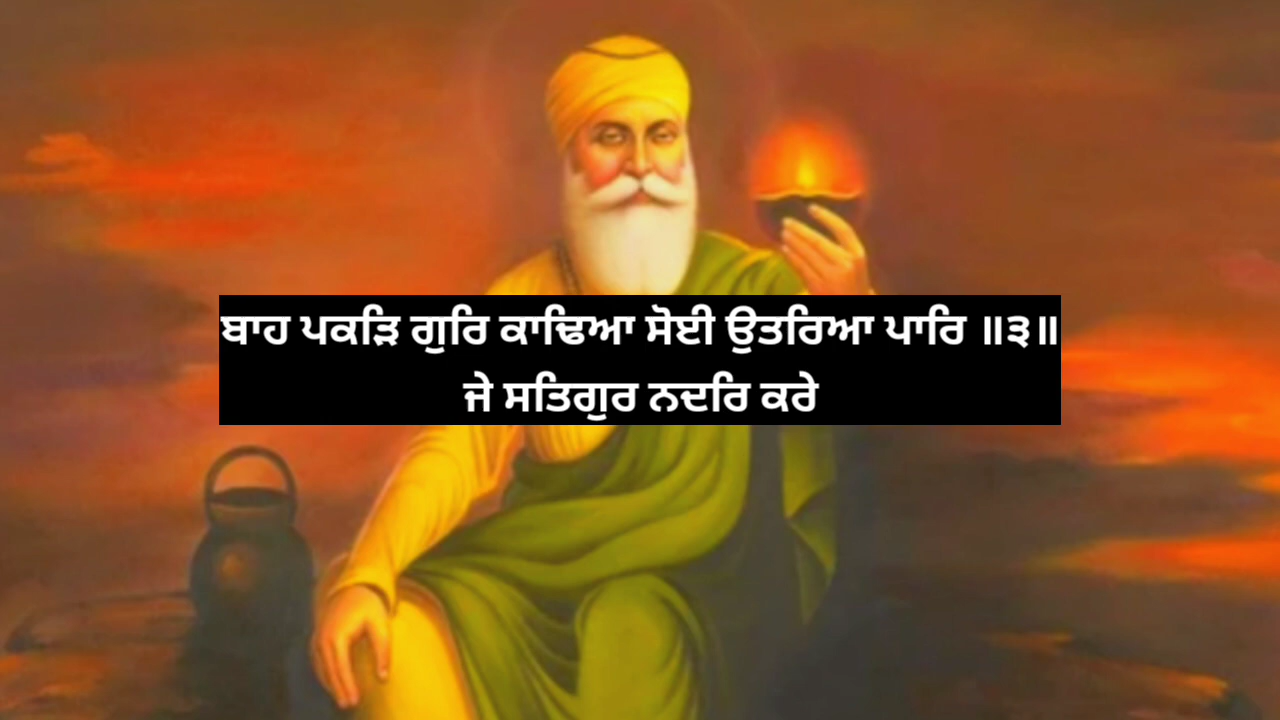 ਬਾਹ ਪਕੜਿ ਗੁਰਿ ਕਾਢਿਆ ਸੋਈ ਉਤਰਿਆ ਪਾਰਿ ॥੩॥
ਜੇ ਸਤਿਗੁਰ ਨਦਰਿ ਕਰੇ